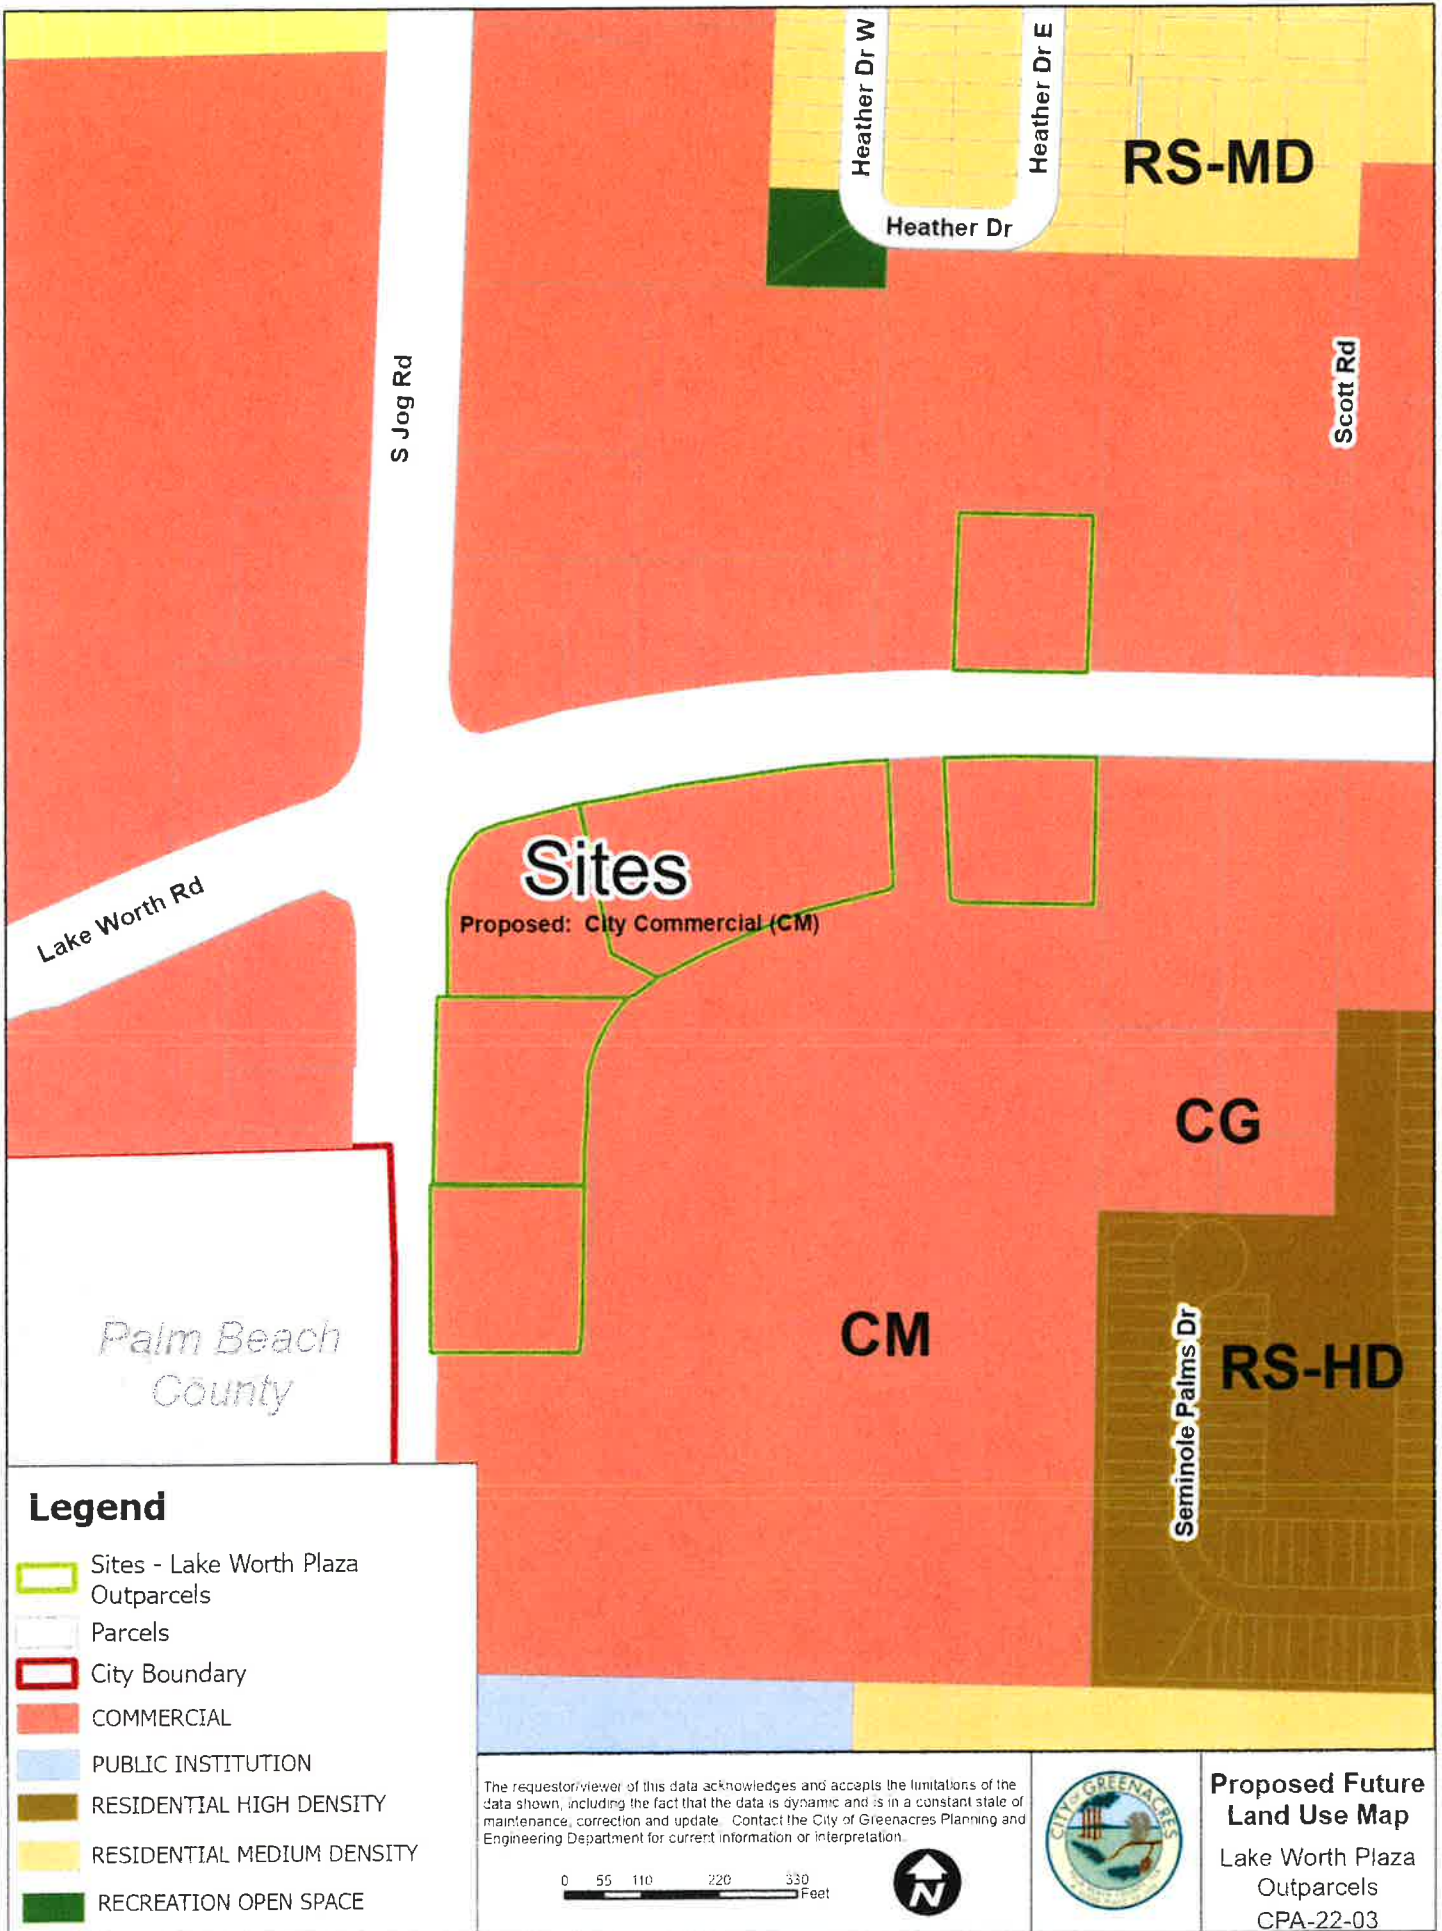 Heather Dr W
Heather Dr E
RS-MD
Heather Dr
S Jog Rd
Scott Rd
Sites
Proposed: City Commercial (CM)
Lake Worth Rd
CG
CM
Palm Beach
County
RS-HD
Seminole Palms Dr
Legend
Sites - Lake Worth Plaza
Outparcels
Parcels
City Boundary
COMMERCIAL
PUBLIC INSTITUTION
RESIDENTIAL HIGH DENSITY
RESIDENTIAL MEDIUM DENSITY
RECREATION OPEN SPACE
The requestor/viewer of this data acknowledges and accepts the limitations of the
data shown, including the fact that the data is dynamic and is in a constant state of
maintenance, correction and update. Contact the City of Greenacres Planning and
Engineering Department for current information or interpretation.
0 55 110 220 330
Feet
N
CITY OF GREENACRES
Proposed Future
Land Use Map
Lake Worth Plaza
Outparcels
CPA-22-03